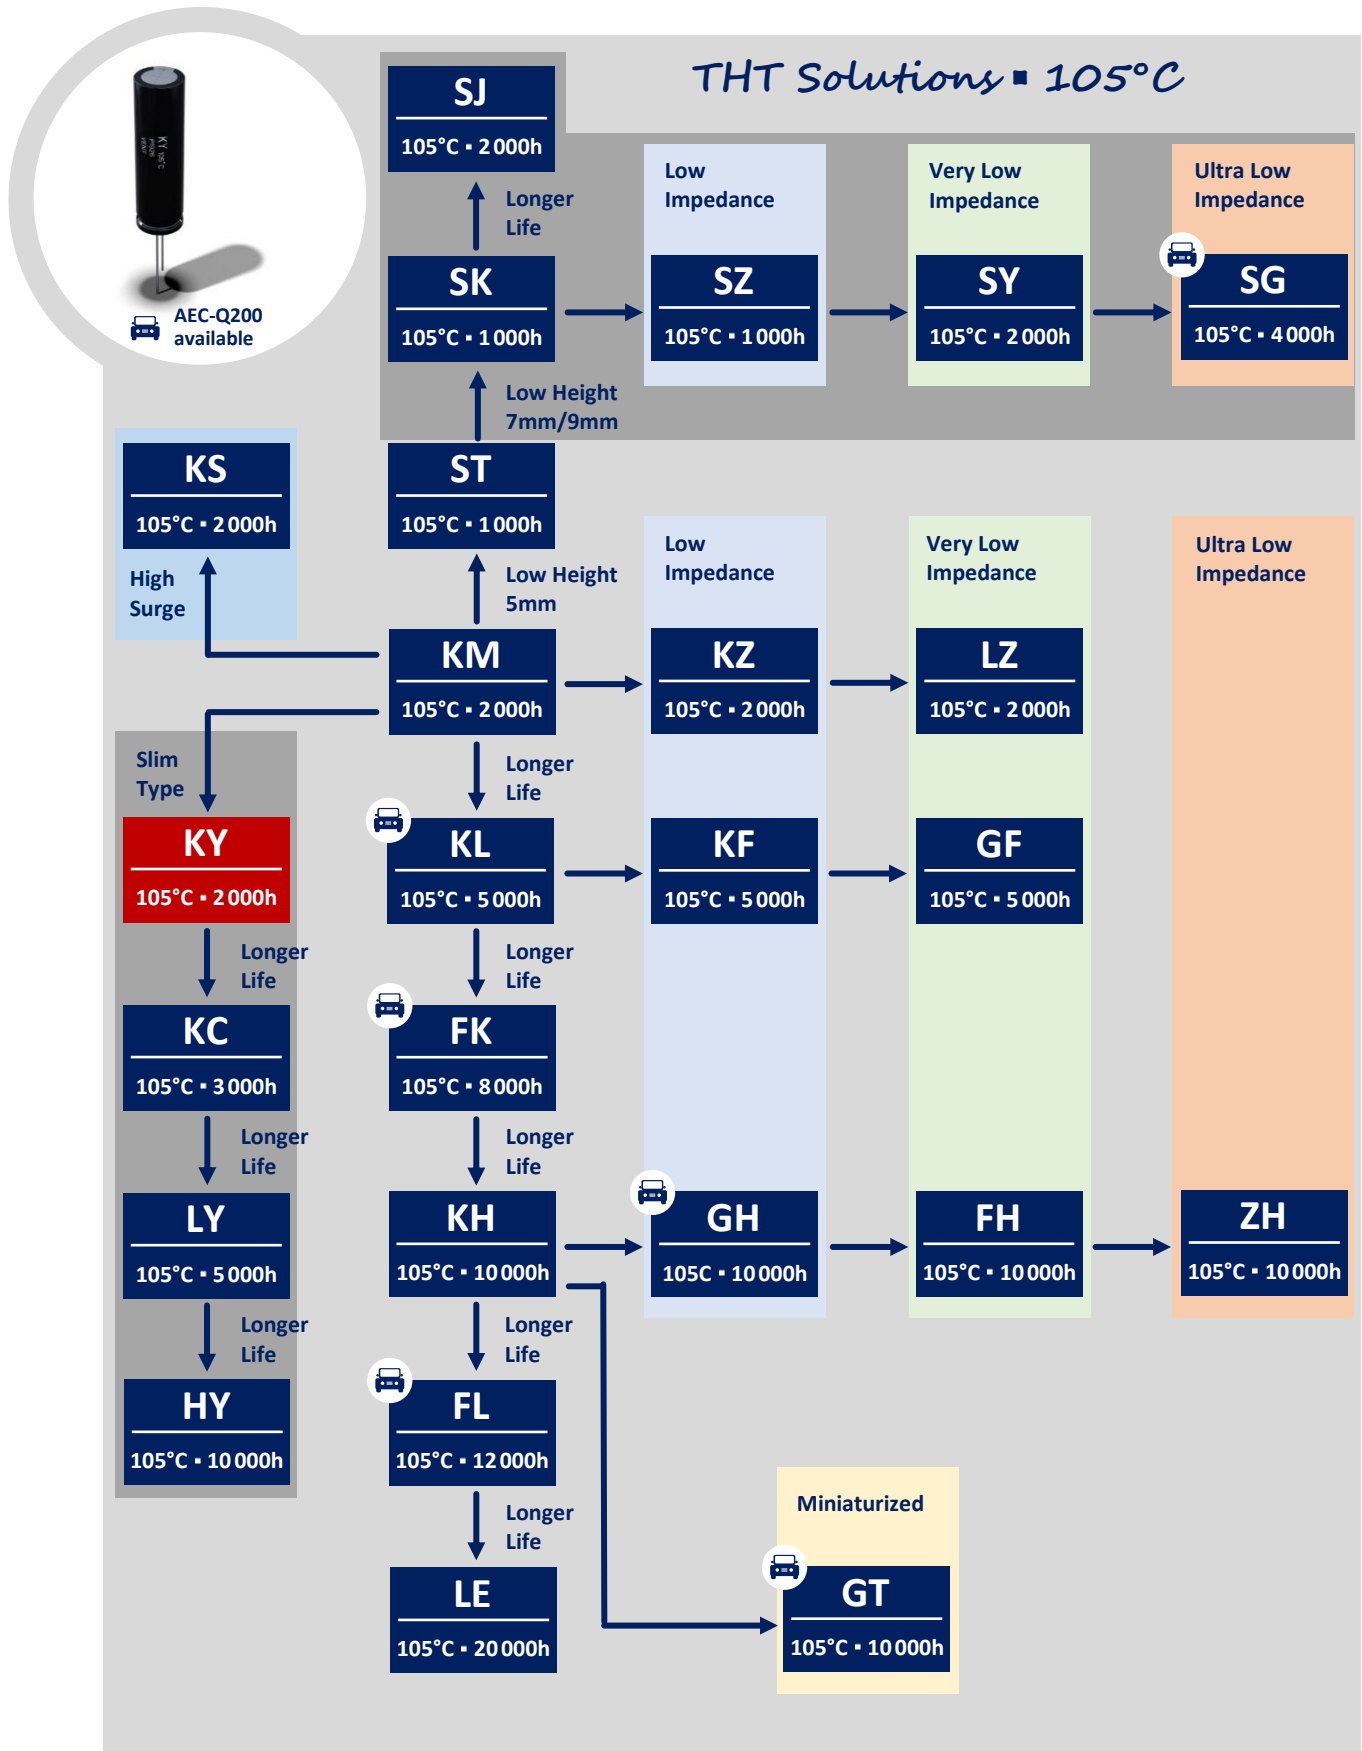 THT Solutions ▪ 105°C
KY 105°C
AEC-Q200
available
SJ
105°C ▪ 2 000h
Longer
Life
Low
Impedance
Very Low
Impedance
Ultra Low
Impedance
SK
105°C ▪ 1 000h
SZ
105°C ▪ 1 000h
SY
105°C ▪ 2 000h
SG
105°C ▪ 4 000h
Low Height
7mm/9mm
KS
105°C ▪ 2 000h
High
Surge
ST
105°C ▪ 1 000h
Low Height
5mm
Low
Impedance
Very Low
Impedance
Ultra Low
Impedance
KM
105°C ▪ 2 000h
KZ
105°C ▪ 2 000h
LZ
105°C ▪ 2 000h
Slim
Type
Longer
Life
KY
105°C ▪ 2 000h
KL
105°C ▪ 5 000h
KF
105°C ▪ 5 000h
GF
105°C ▪ 5 000h
Longer
Life
Longer
Life
KC
105°C ▪ 3 000h
FK
105°C ▪ 8 000h
Longer
Life
Longer
Life
LY
105°C ▪ 5 000h
KH
105°C ▪ 10 000h
GH
105C ▪ 10 000h
FH
105°C ▪ 10 000h
ZH
105°C ▪ 10 000h
Longer
Life
Longer
Life
HY
105°C ▪ 10 000h
FL
105°C ▪ 12 000h
Longer
Life
Miniaturized
LE
105°C ▪ 20 000h
GT
105°C ▪ 10 000h